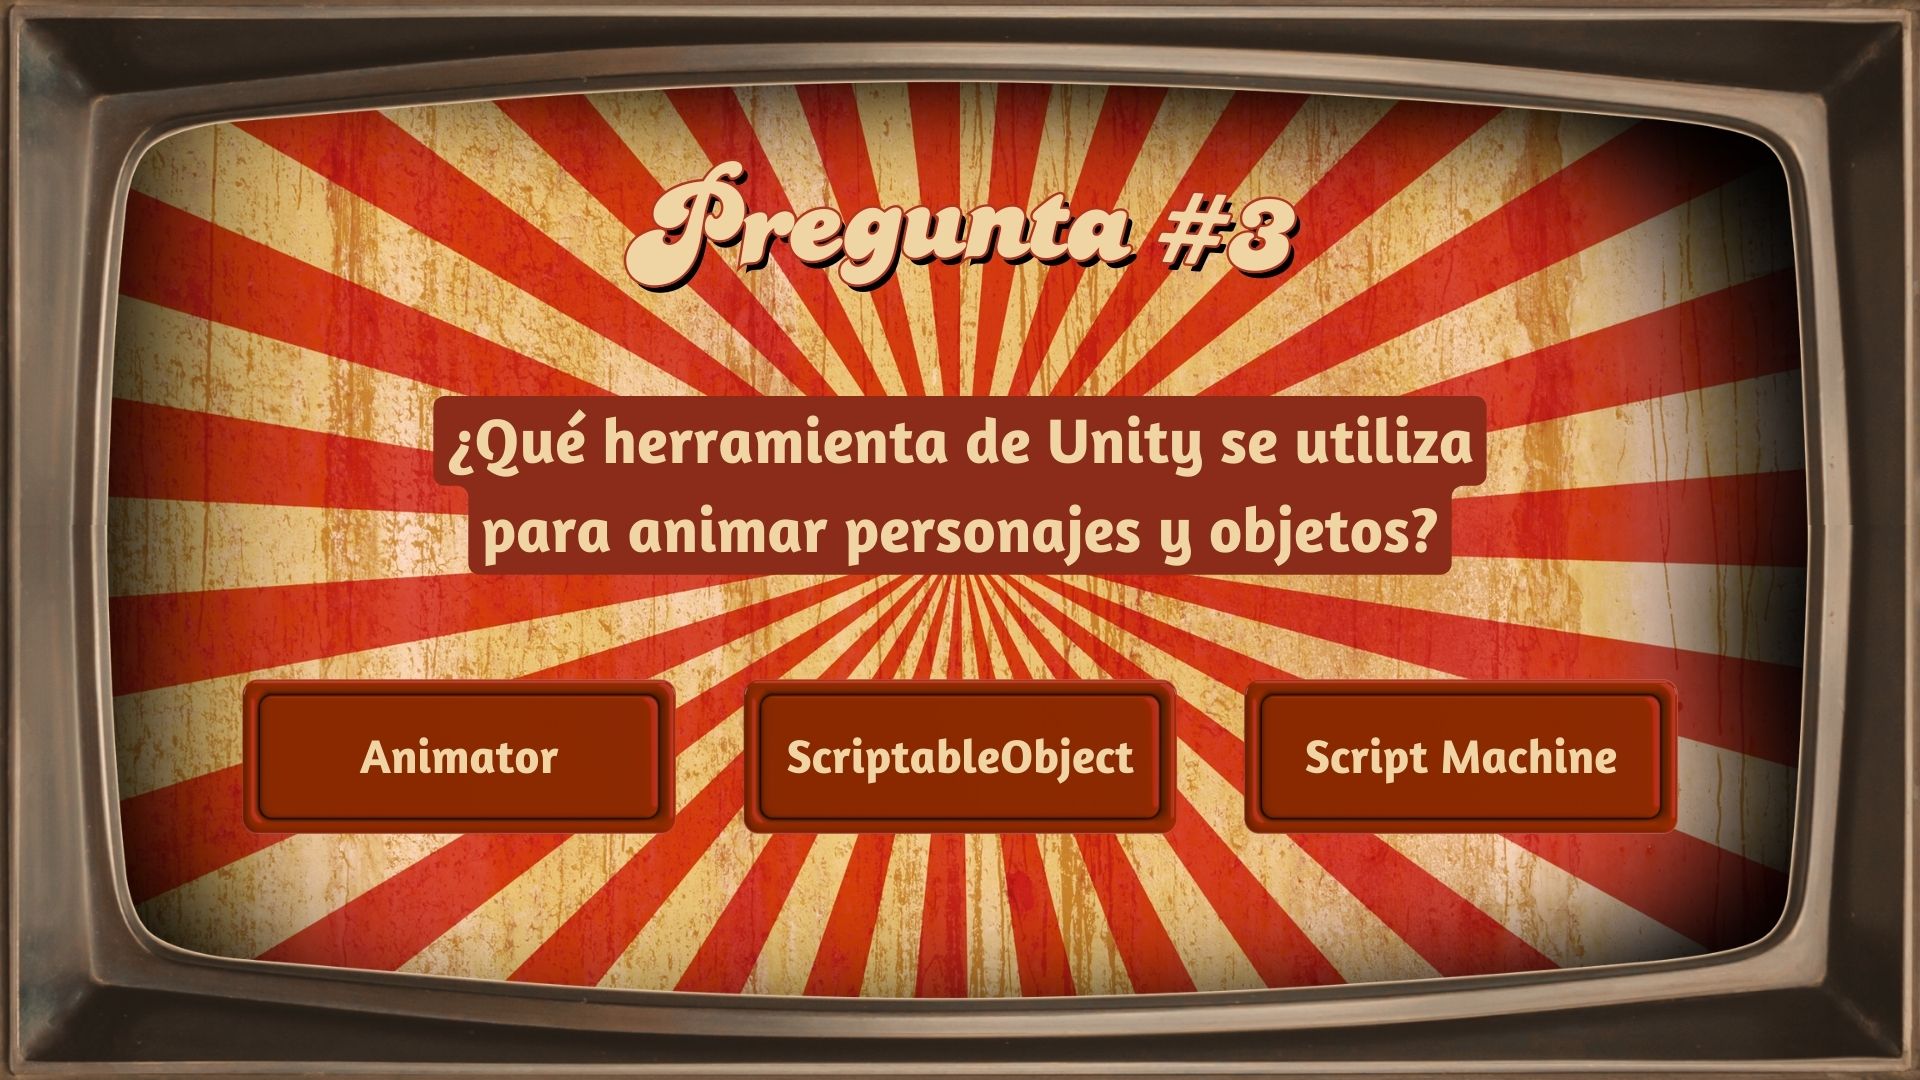 Pregunta #3
¿Qué herramienta de Unity se utiliza
para animar personajes y objetos?
Animator
ScriptableObject
Script Machine